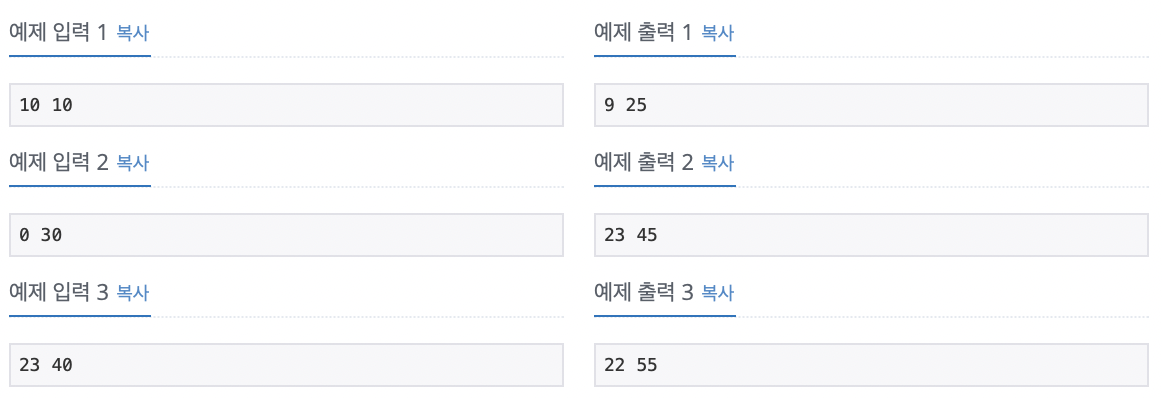 예제 입력 1 복사
예제 출력 1 복사
10 10
9 25
예제 입력 2 복사
예제 출력 2 복사
0 30
23 45
예제 입력 3 복사
예제 출력 3 복사
23 40
22 55